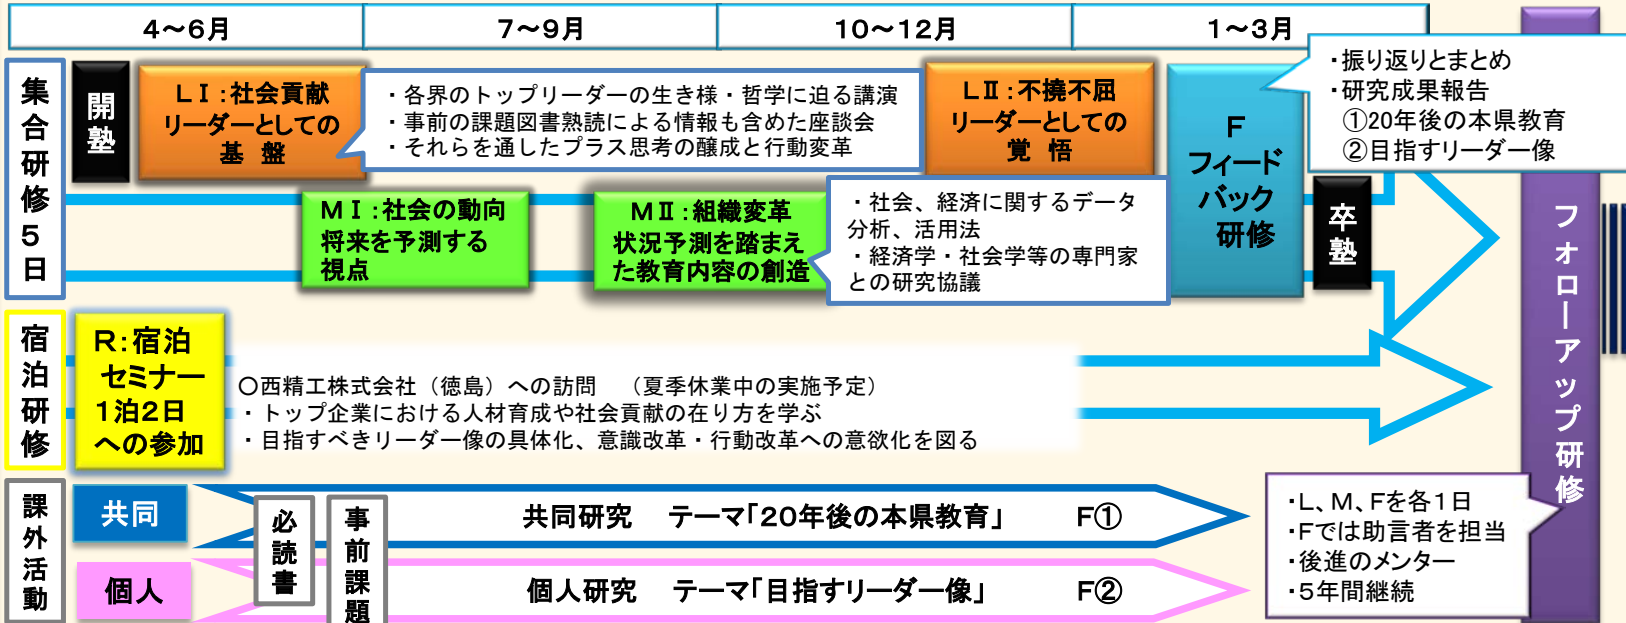 4～6月
7～9月
10～12月
1～3月
集合研修5日
開塾
LⅠ:社会貢献
リーダーとしての
基 盤
・各界のトップリーダーの生き様・哲学に迫る講演
・事前の課題図書熟読による情報も含めた座談会
・それらを通したプラス思考の醸成と行動変革
LⅡ:不撓不屈
リーダーとしての
覚 悟
F
フィード
バック
研修
・振り返りとまとめ
・研究成果報告
①20年後の本県教育
②目指すリーダー像
MⅠ:社会の動向
将来を予測する
視点
MⅡ:組織変革
状況予測を踏まえ
た教育内容の創造
・社会、経済に関するデータ
分析、活用法
・経済学・社会学等の専門家
との研究協議
卒塾
フォローアップ研修
宿泊研修
R:宿泊
セミナー
1泊2日
への参加
○西精工株式会社（徳島）への訪問　（夏季休業中の実施予定）
・トップ企業における人材育成や社会貢献の在り方を学ぶ
・目指すべきリーダー像の具体化、意識改革・行動改革への意欲化を図る
課外活動
共同
必読書
事前課題
共同研究　テーマ「20年後の本県教育」　F①
個人
個人研究　テーマ「目指すリーダー像」　F②
・L、M、Fを各1日
・Fでは助言者を担当
・後進のメンター
・5年間継続